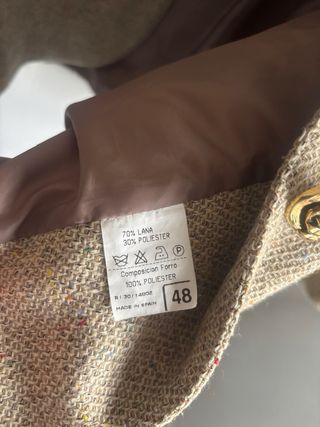 70% LANA
30% POLIESTER
P
Composicion Forro
100% POLIESTER
MADE IN SPAIN
48